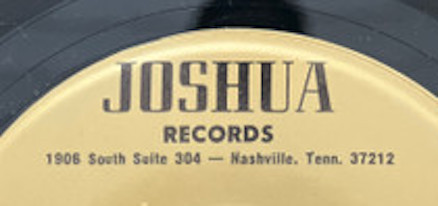 JOSHUA
RECORDS
1906 South Suite 304 — Nashville, Tenn. 37212